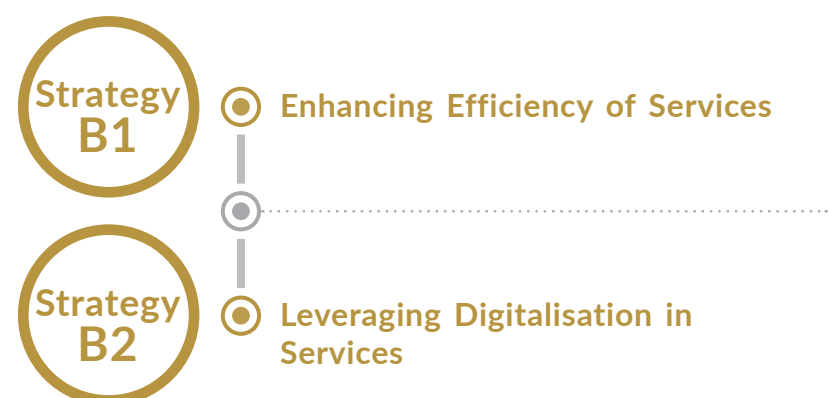 Strategy
B1
Enhancing Efficiency of Services
Strategy
B2
Leveraging Digitalisation in
Services